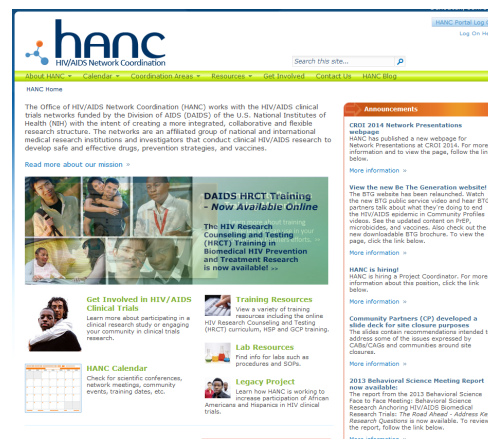 HANC Portal Log I
Log On He
hanc
HIV/AIDS Network Coordination
Search this site...
About HANC Calendar Coordination Areas Resources Get Involved Contact Us HANC Blog
HANC Home
The Office of HIV/AIDS Network Coordination (HANC) works with the HIV/AIDS clinical
trials networks funded by the Division of AIDS (DAIDS) of the U.S. National Institutes of
Health (NIH) with the intent of creating a more integrated, collaborative and flexible
research structure. The networks are an affiliated group of national and international
medical research institutions and investigators that conduct clinical HIV/AIDS research to
develop safe and effective drugs, prevention strategies, and vaccines.
Read more about our mission »
DAIDS HRCT Training
- Now Available Online
The HIV Research
Counseling and Testing
(HRCT) Training in
Biomedical HIV Prevention
and Treatment Research
is now available! »
Get Involved in HIV/AIDS
Clinical Trials
Learn more about participating in a
clinical research study or engaging
your community in clinical trials
research.
HANC Calendar
Check for scientific conferences,
network meetings, community
events, training dates, etc.
Training Resources
View a variety of training
resources including the online
HIV Research Counseling and Testing
(HRCT) curriculum, HSP and GCP training.
Lab Resources
Find info for labs such as
procedures and SOPs.
Legacy Project
Learn how HANC is working to
increase participation of African
Americans and Hispanics in HIV clinical
trials.
Announcements
CROI 2014 Network Presentations
webpage
HANC has published a new webpage for
Network Presentations at CROI 2014. For more
information and to view the page, follow the link
below.
More information »
View the new Be The Generation website!
The BTG website has been relaunched. Watch
the new BTG public service video and hear BTG
partners talk about what they're doing to end
the HIV/AIDS epidemic in Community Profiles
videos. See the updated content on PrEP,
microbicides, and vaccines. Also check out the
new downloadable BTG brochure. To view the
page, click the link below.
More information »
HANC is hiring!
HANC is hiring a Project Coordinator. For more
information about this position, click the link
below.
More information »
Community Partners (CP) developed a
slide deck for site closure purposes
The slides contain recommendations intended t
address some of the issues expressed by
CABs/CAGs and communities around site
closures.
More information »
2013 Behavioral Science Meeting Report
now available:
The report from the 2013 Behavioral Science
Face to Face Meeting: Behavioral Science
Research Anchoring HIV/AIDS Biomedical
Research Trials: The Road Ahead - Address Key
Research Questions is now available. To review
the report, follow the link below.
More information »